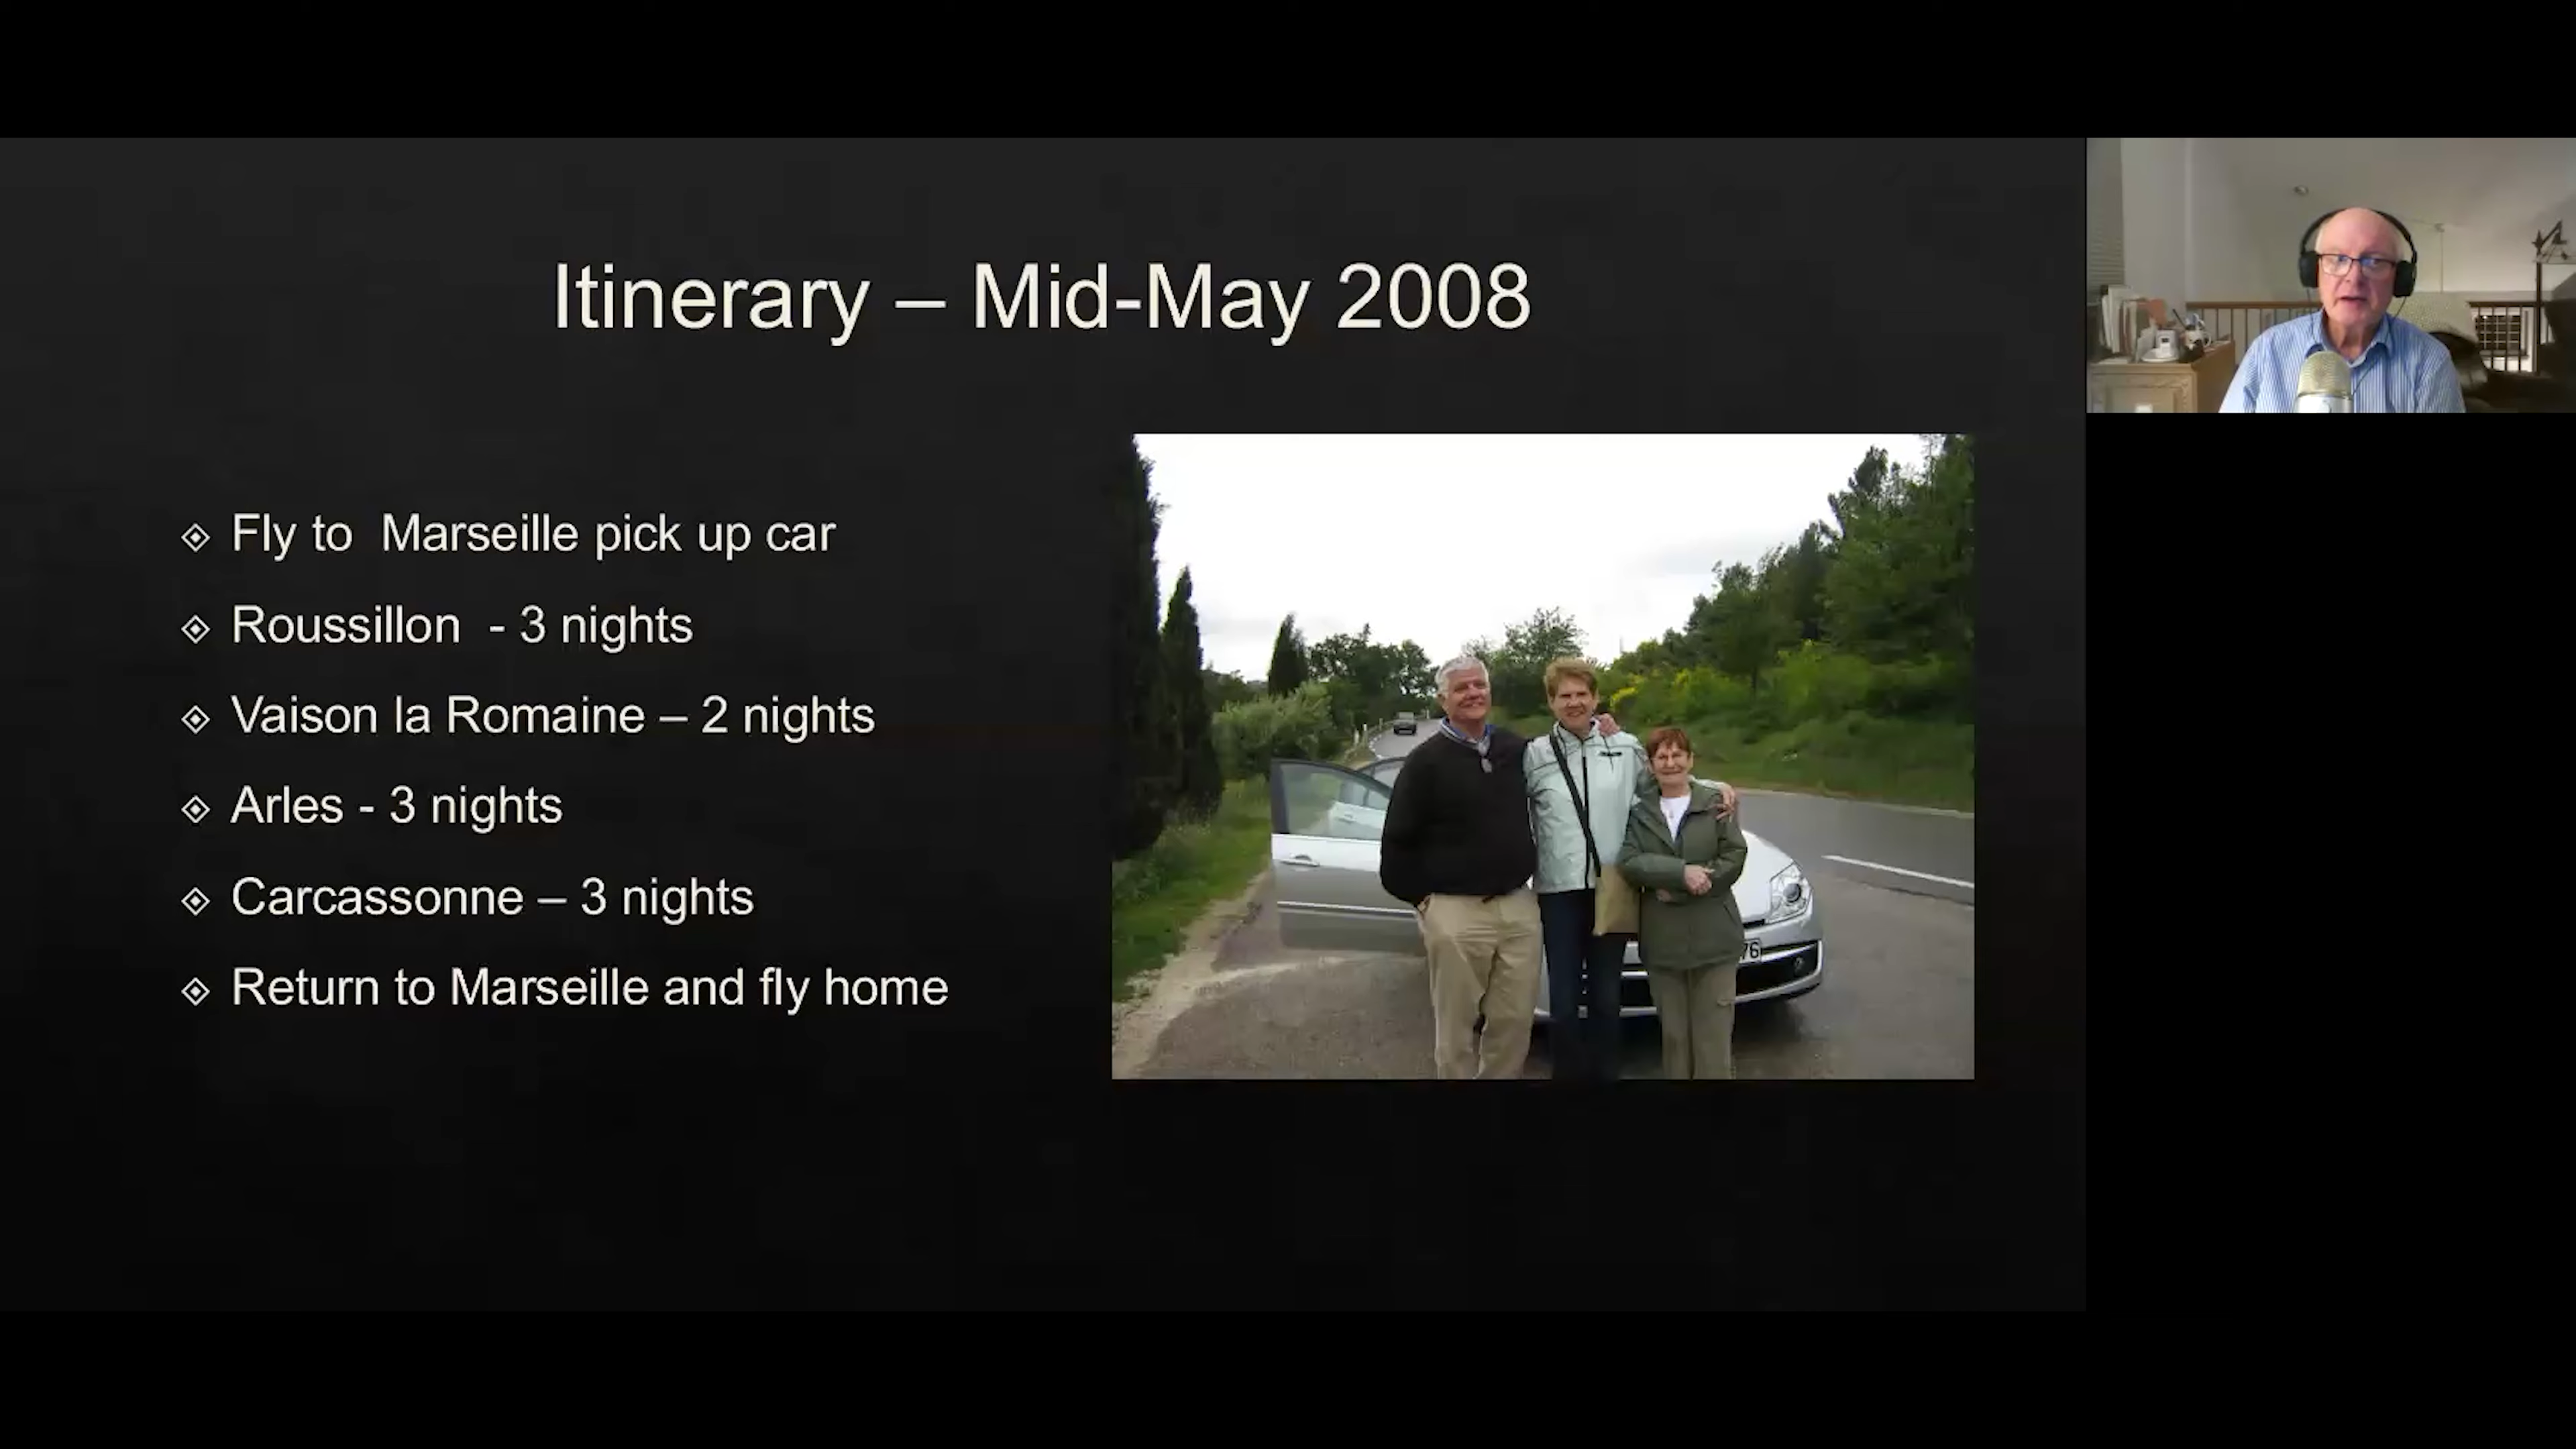 Itinerary – Mid-May 2008
Fly to  Marseille pick up car
Roussillon  - 3 nights
Vaison la Romaine – 2 nights
Arles - 3 nights
Carcassonne – 3 nights
Return to Marseille and fly home
76